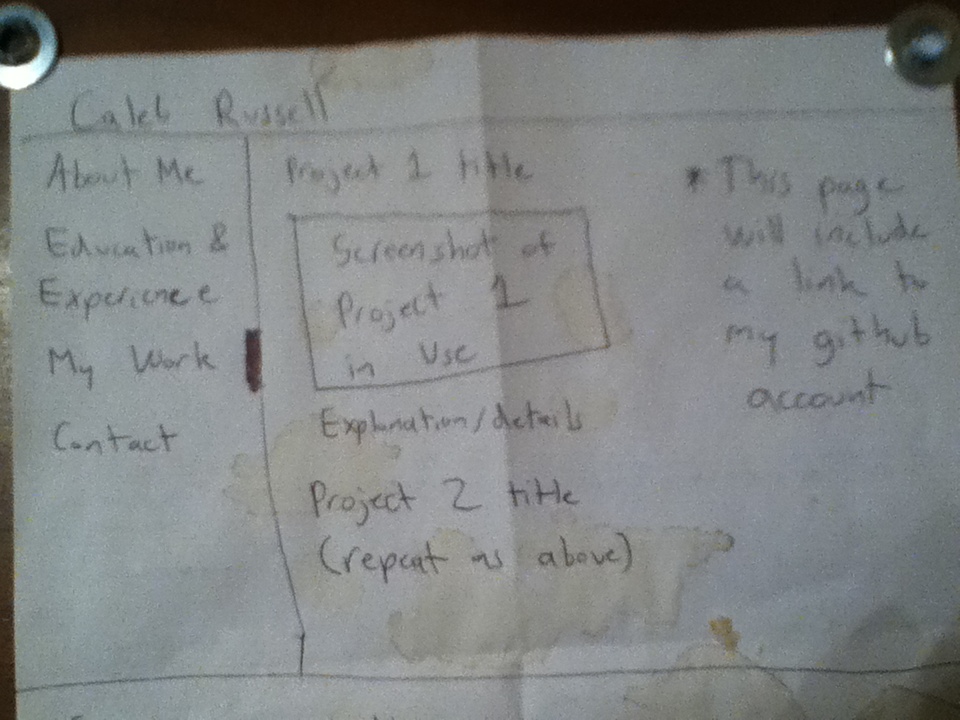 Caleb Russell
About Me
Education &
Experience
My Work
Contact
Project 1 title
Screenshot of
Project 1
in use
Explanation/details
Project 2 title
(repeat as above)
* This page
will include
a link to
my github
account